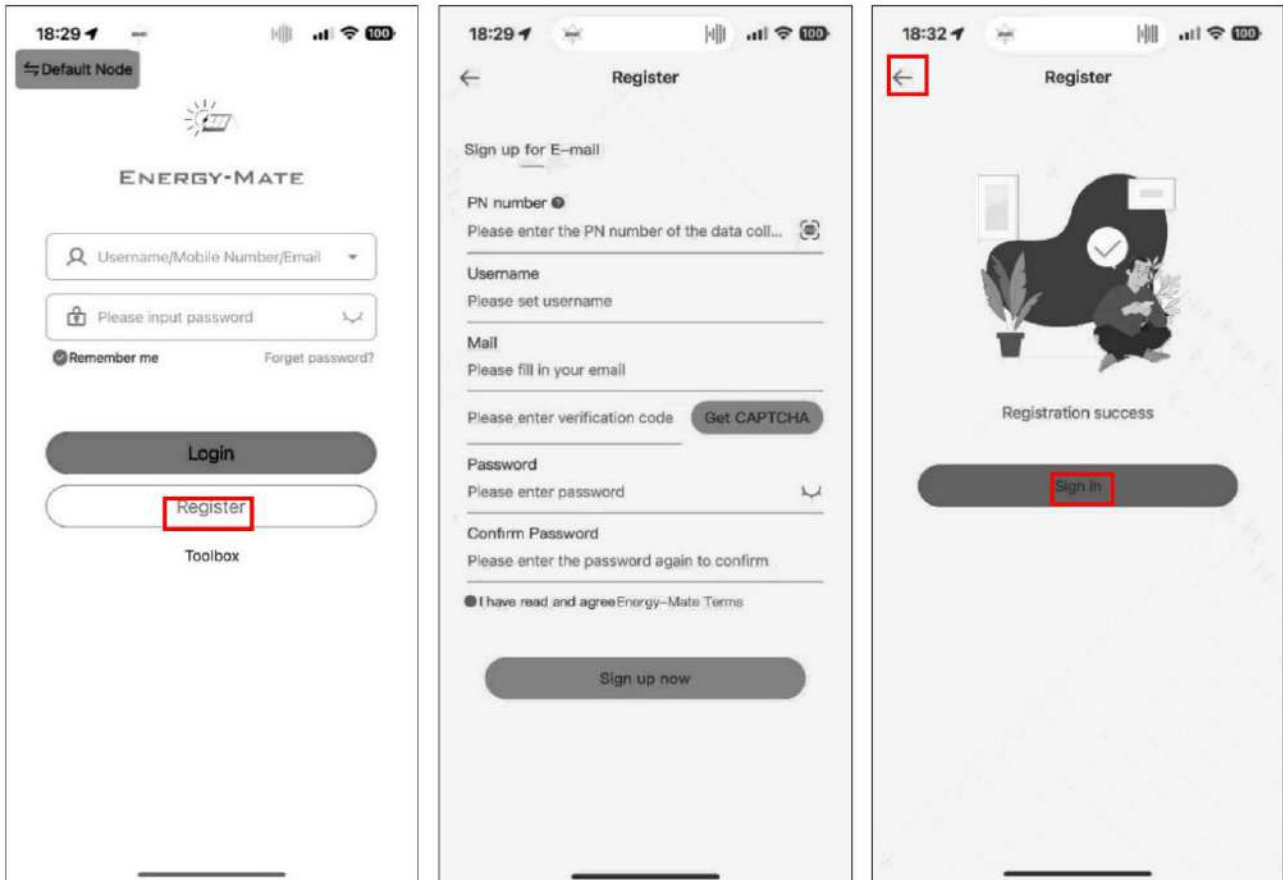 18:29
100
Default Node
ENERGY-MATE
Username/Mobile Number/Email
Please input password
Remember me
Forget password?
Login
Register
Toolbox
18:29
100
Register
Sign up for E-mail
PN number
Please enter the PN number of the data coll...
Username
Please set username
Mail
Please fill in your email
Please enter verification code
Get CAPTCHA
Password
Please enter password
Confirm Password
Please enter the password again to confirm
I have read and agree Energy-Mate Terms
Sign up now
18:32
100
Register
Registration success
Sign in